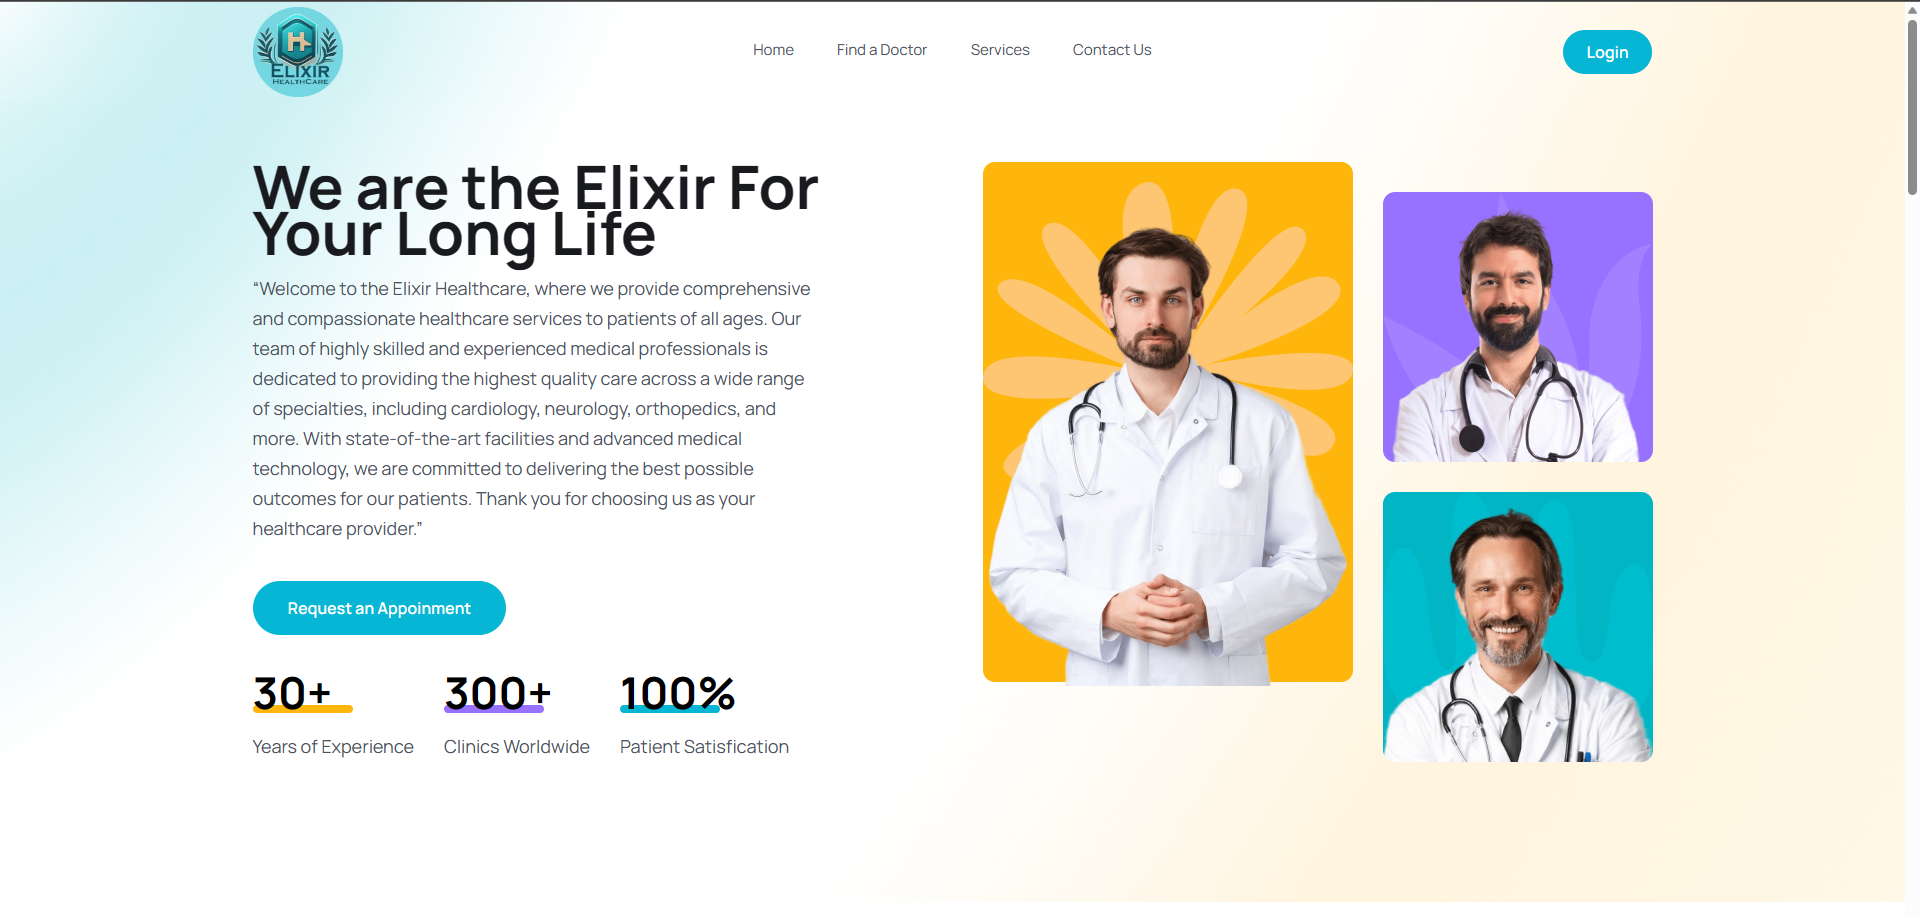 H
ELIXIR
HEALTHCARE
Home
Find a Doctor
Services
Contact Us
Login
We are the Elixir For
Your Long Life
“Welcome to the Elixir Healthcare, where we provide comprehensive
and compassionate healthcare services to patients of all ages. Our
team of highly skilled and experienced medical professionals is
dedicated to providing the highest quality care across a wide range
of specialties, including cardiology, neurology, orthopedics, and
more. With state-of-the-art facilities and advanced medical
technology, we are committed to delivering the best possible
outcomes for our patients. Thank you for choosing us as your
healthcare provider.”
Request an Appoinment
30+
Years of Experience
300+
Clinics Worldwide
100%
Patient Satisfication